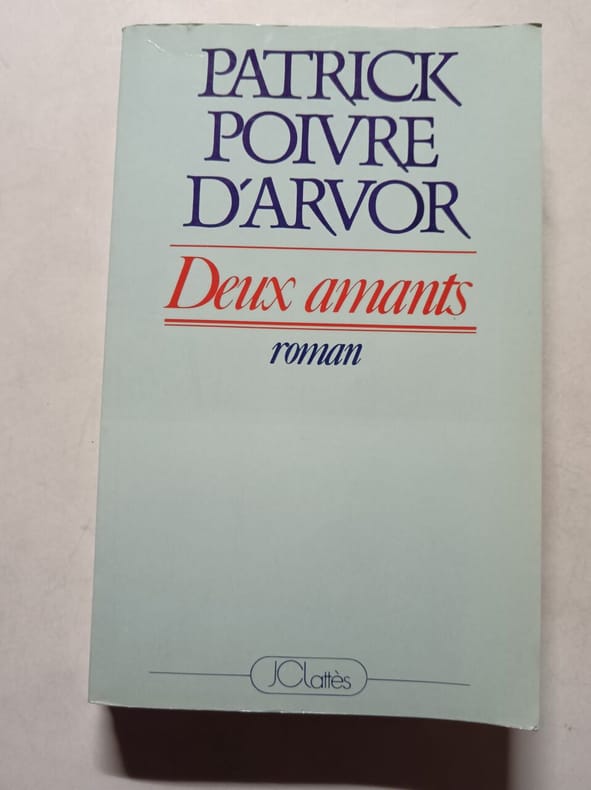 PATRICK
POIVRE
D'ARVOR
Deux amants
roman
JCLattès